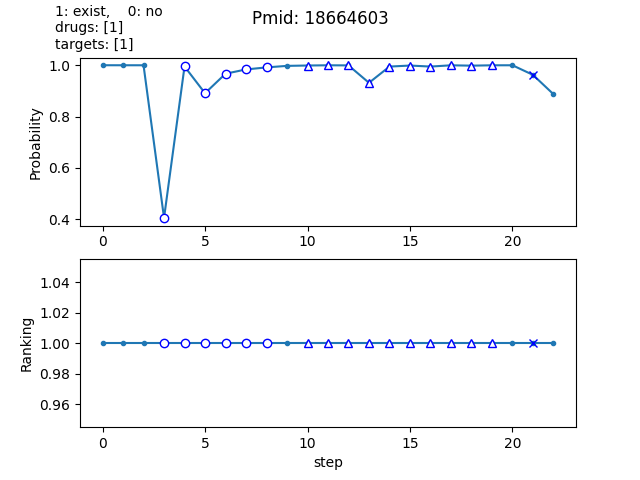 1: exist,    0: no
drugs: [1]
targets: [1]
Pmid: 18664603
1.0
0.8
0.6
0.4
Probability
0 5 10 15 20
1.04
1.02
1.00
0.98
0.96
Ranking
0 5 10 15 20
step